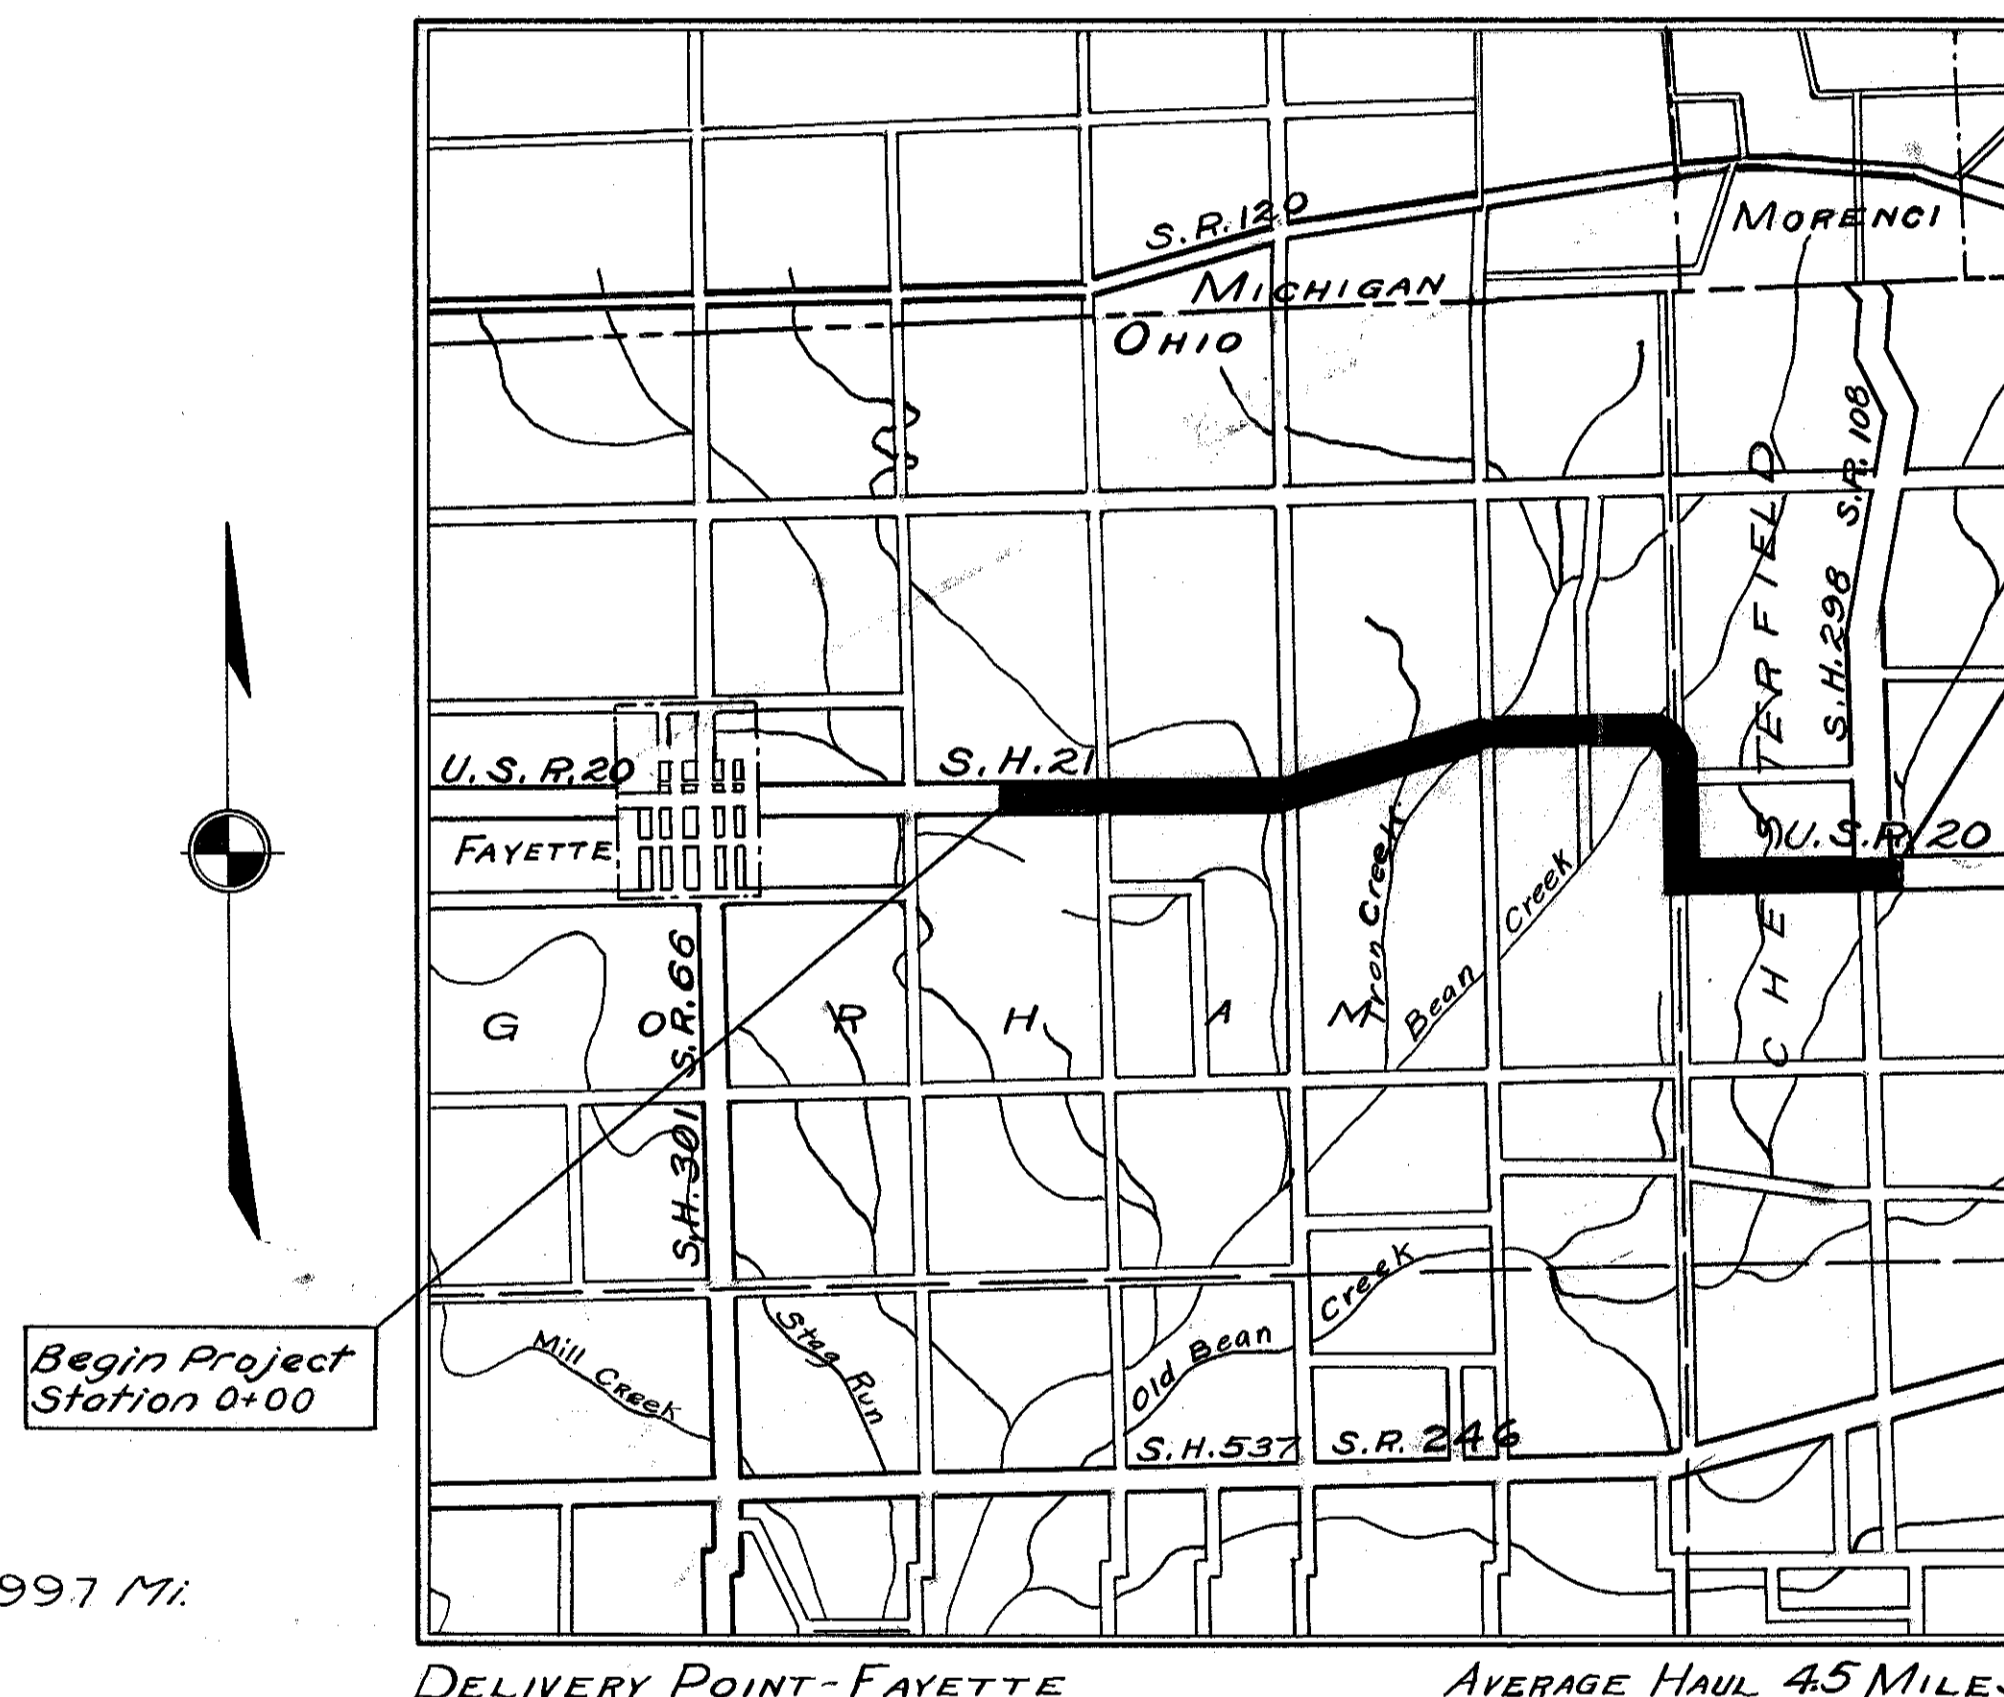 S.R. 120
MORENCI
MICHIGAN
OHIO
S.R. 108
S.H. 298
CHESTERFIELD
U.S.R. 20
S.H. 21
U.S.R. 20
FAYETTE
Iron Creek
Bean Creek
GORHAM
S.R. 66
S.H. 301
Begin Project
Station 0+00
Mill Creek
Stag Run
Old Bean Creek
S.H. 537 S.R. 246
997 Mi.
DELIVERY POINT - FAYETTE
AVERAGE HAUL 4.5 MILES